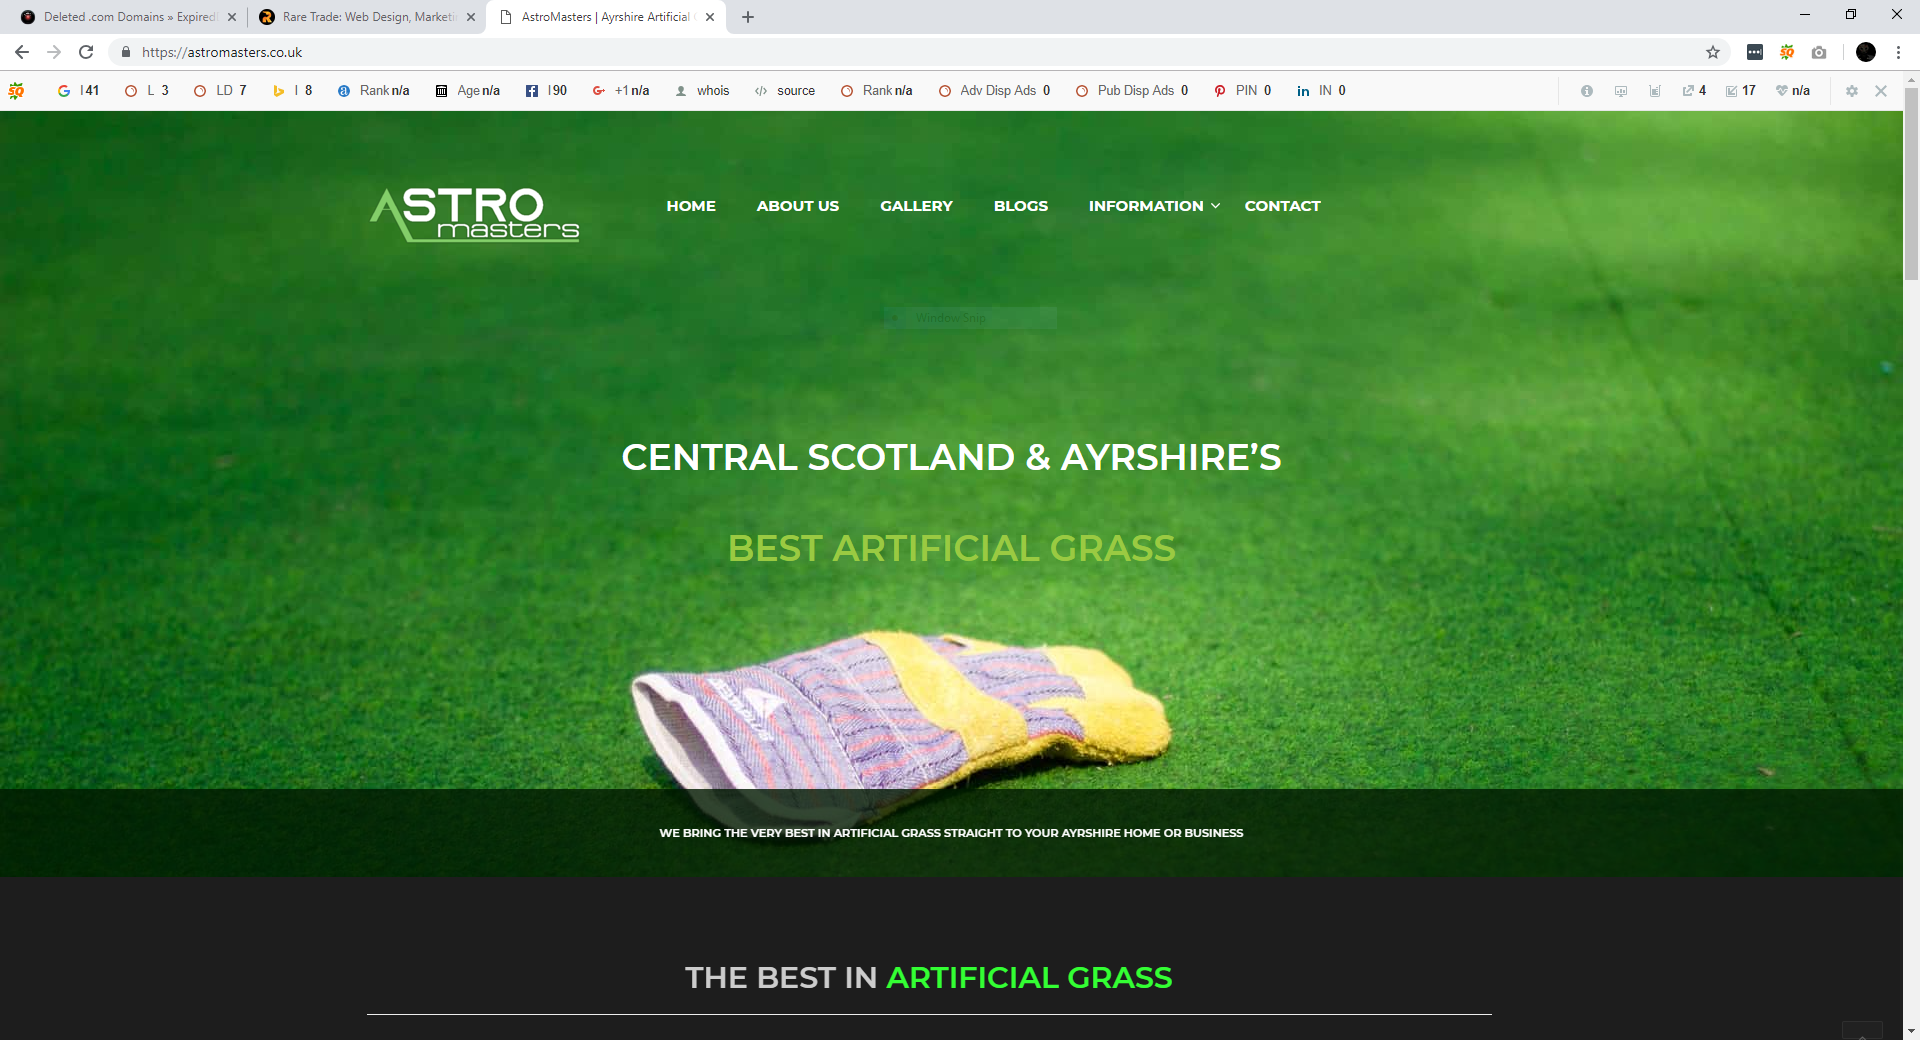 Deleted .com Domains » Expired
Rare Trade: Web Design, Marketi
AstroMasters | Ayrshire Artificial
https://astromasters.co.uk
SQ I 41 L 3 LD 7 I 8 Rank n/a Age n/a I 90 +1 n/a whois source Rank n/a Adv Disp Ads 0 Pub Disp Ads 0 PIN 0 IN 0 4 17 n/a
ASTRO
masters
HOME ABOUT US GALLERY BLOGS INFORMATION CONTACT
Window Snip
CENTRAL SCOTLAND & AYRSHIRE’S
BEST ARTIFICIAL GRASS
WE BRING THE VERY BEST IN ARTIFICIAL GRASS STRAIGHT TO YOUR AYRSHIRE HOME OR BUSINESS
THE BEST IN ARTIFICIAL GRASS